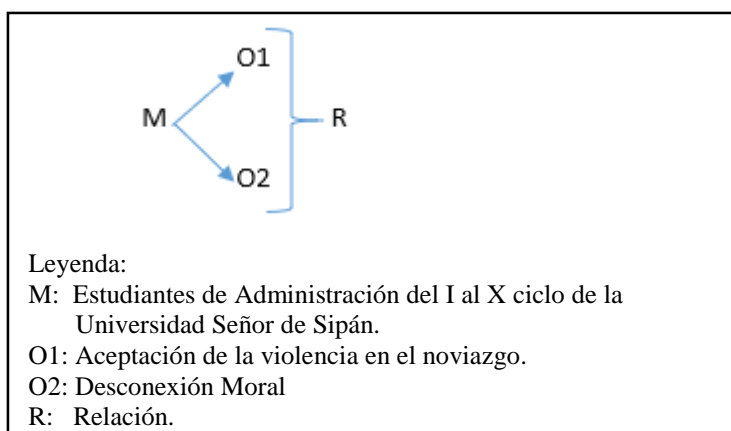 O1
M
R
O2
Leyenda:
M: Estudiantes de Administración del I al X ciclo de la
Universidad Señor de Sipán.
O1: Aceptación de la violencia en el noviazgo.
O2: Desconexión Moral
R: Relación.